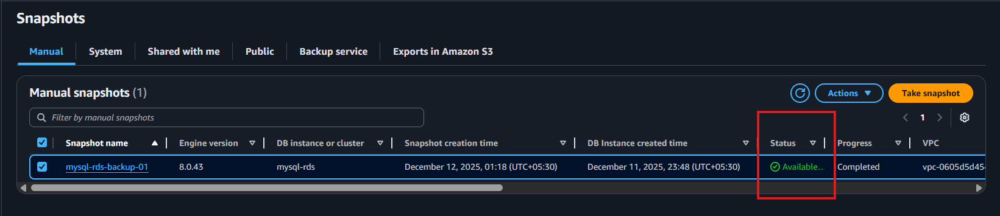 Snapshots
Manual System Shared with me Public Backup service Exports in Amazon S3
Manual snapshots (1) Actions Take snapshot
Filter by manual snapshots 1
Snapshot name Engine version DB instance or cluster Snapshot creation time DB Instance created time Status Progress VPC
mysql-rds-backup-01 8.0.43 mysql-rds December 12, 2025, 01:18 (UTC+05:30) December 11, 2025, 23:48 (UTC+05:30) Available... Completed vpc-0605d5d454